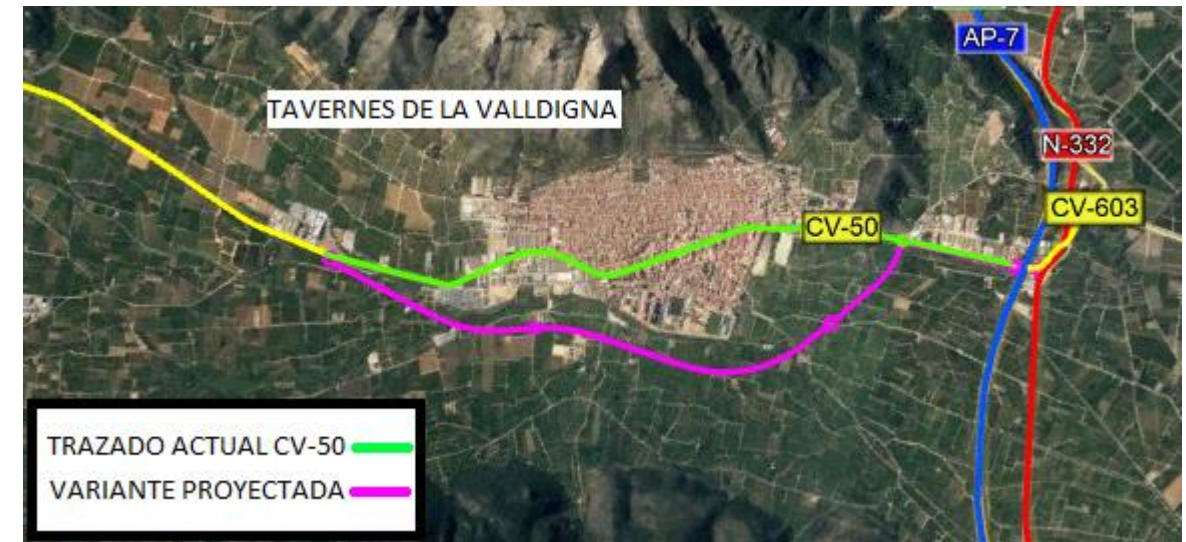 AP-7
TAVERNES DE LA VALLDIGNA
N-332
CV-603
CV-50
TRAZADO ACTUAL CV-50
VARIANTE PROYECTADA